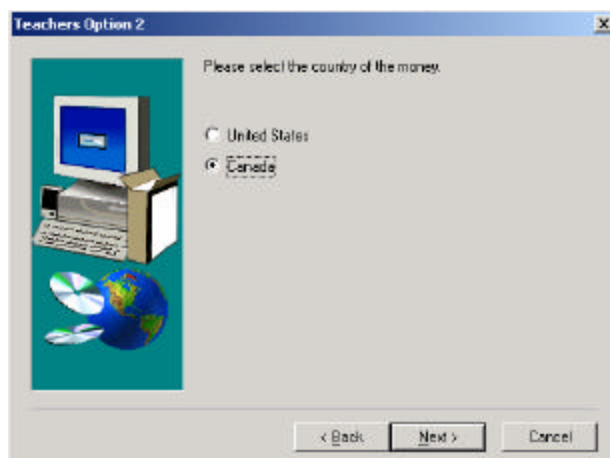 Teachers Option 2
Please select the country of the money.
United States
Canada
< Back
Next >
Cancel